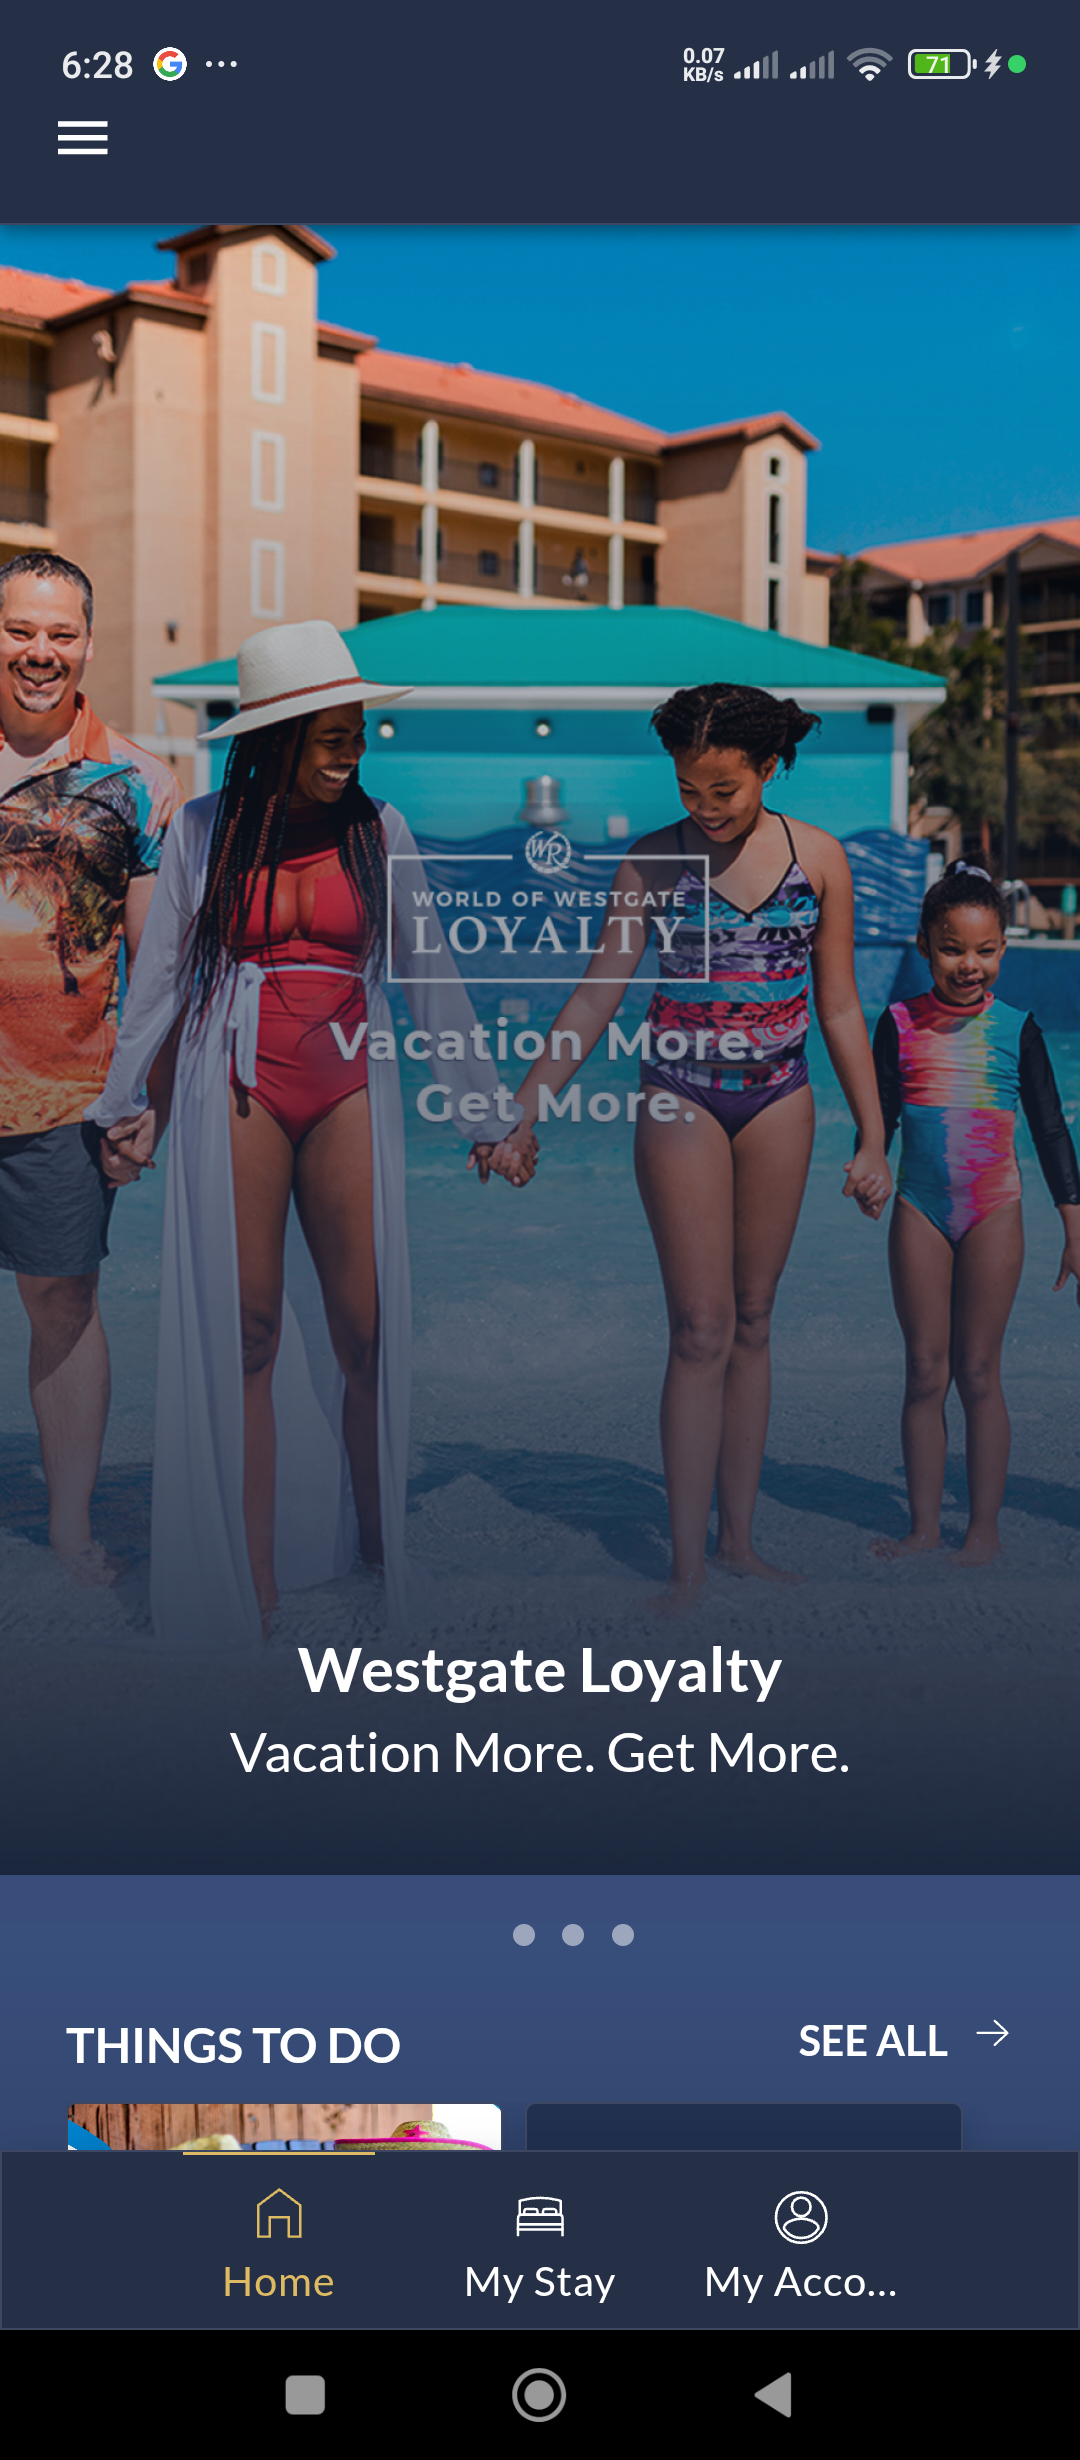 6:28
0.07
KB/s
71
WR
WORLD OF WESTGATE
LOYALTY
Vacation More.
Get More.
Westgate Loyalty
Vacation More. Get More.
THINGS TO DO
SEE ALL
Home
My Stay
My Acco...